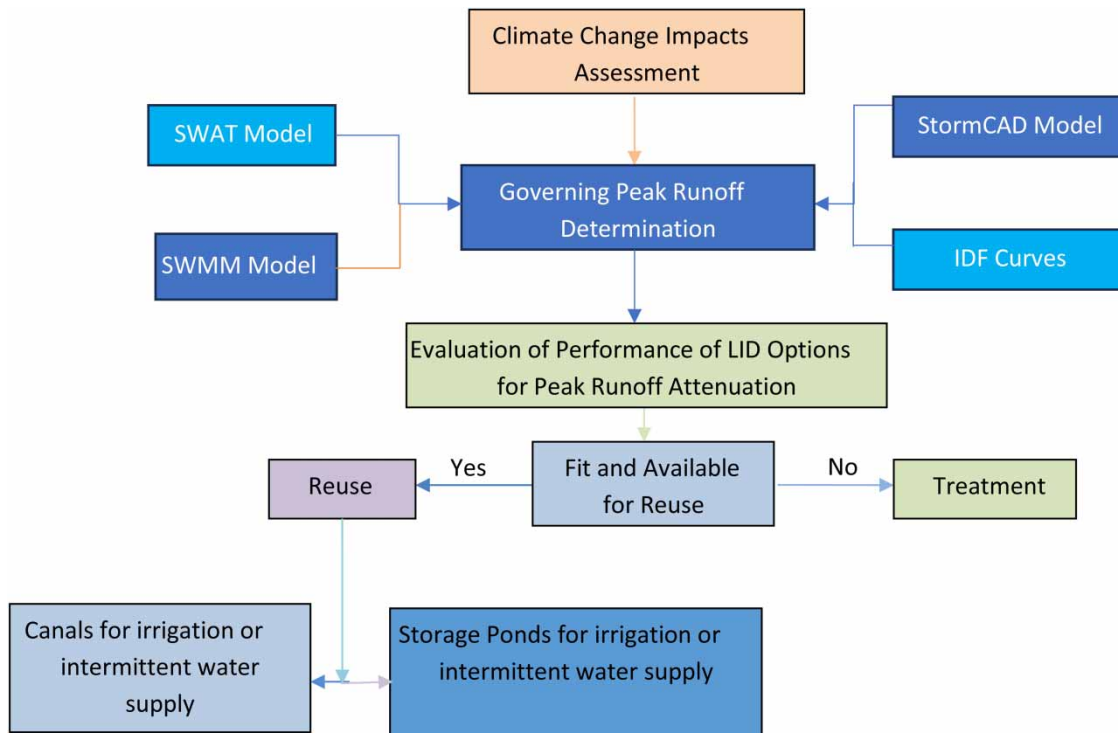 Climate Change Impacts
Assessment
SWAT Model
StormCAD Model
Governing Peak Runoff
Determination
SWMM Model
IDF Curves
Evaluation of Performance of LID Options
for Peak Runoff Attenuation
Yes
No
Reuse
Fit and Available
for Reuse
Treatment
Canals for irrigation or
intermittent water
supply
Storage Ponds for irrigation or
intermittent water supply